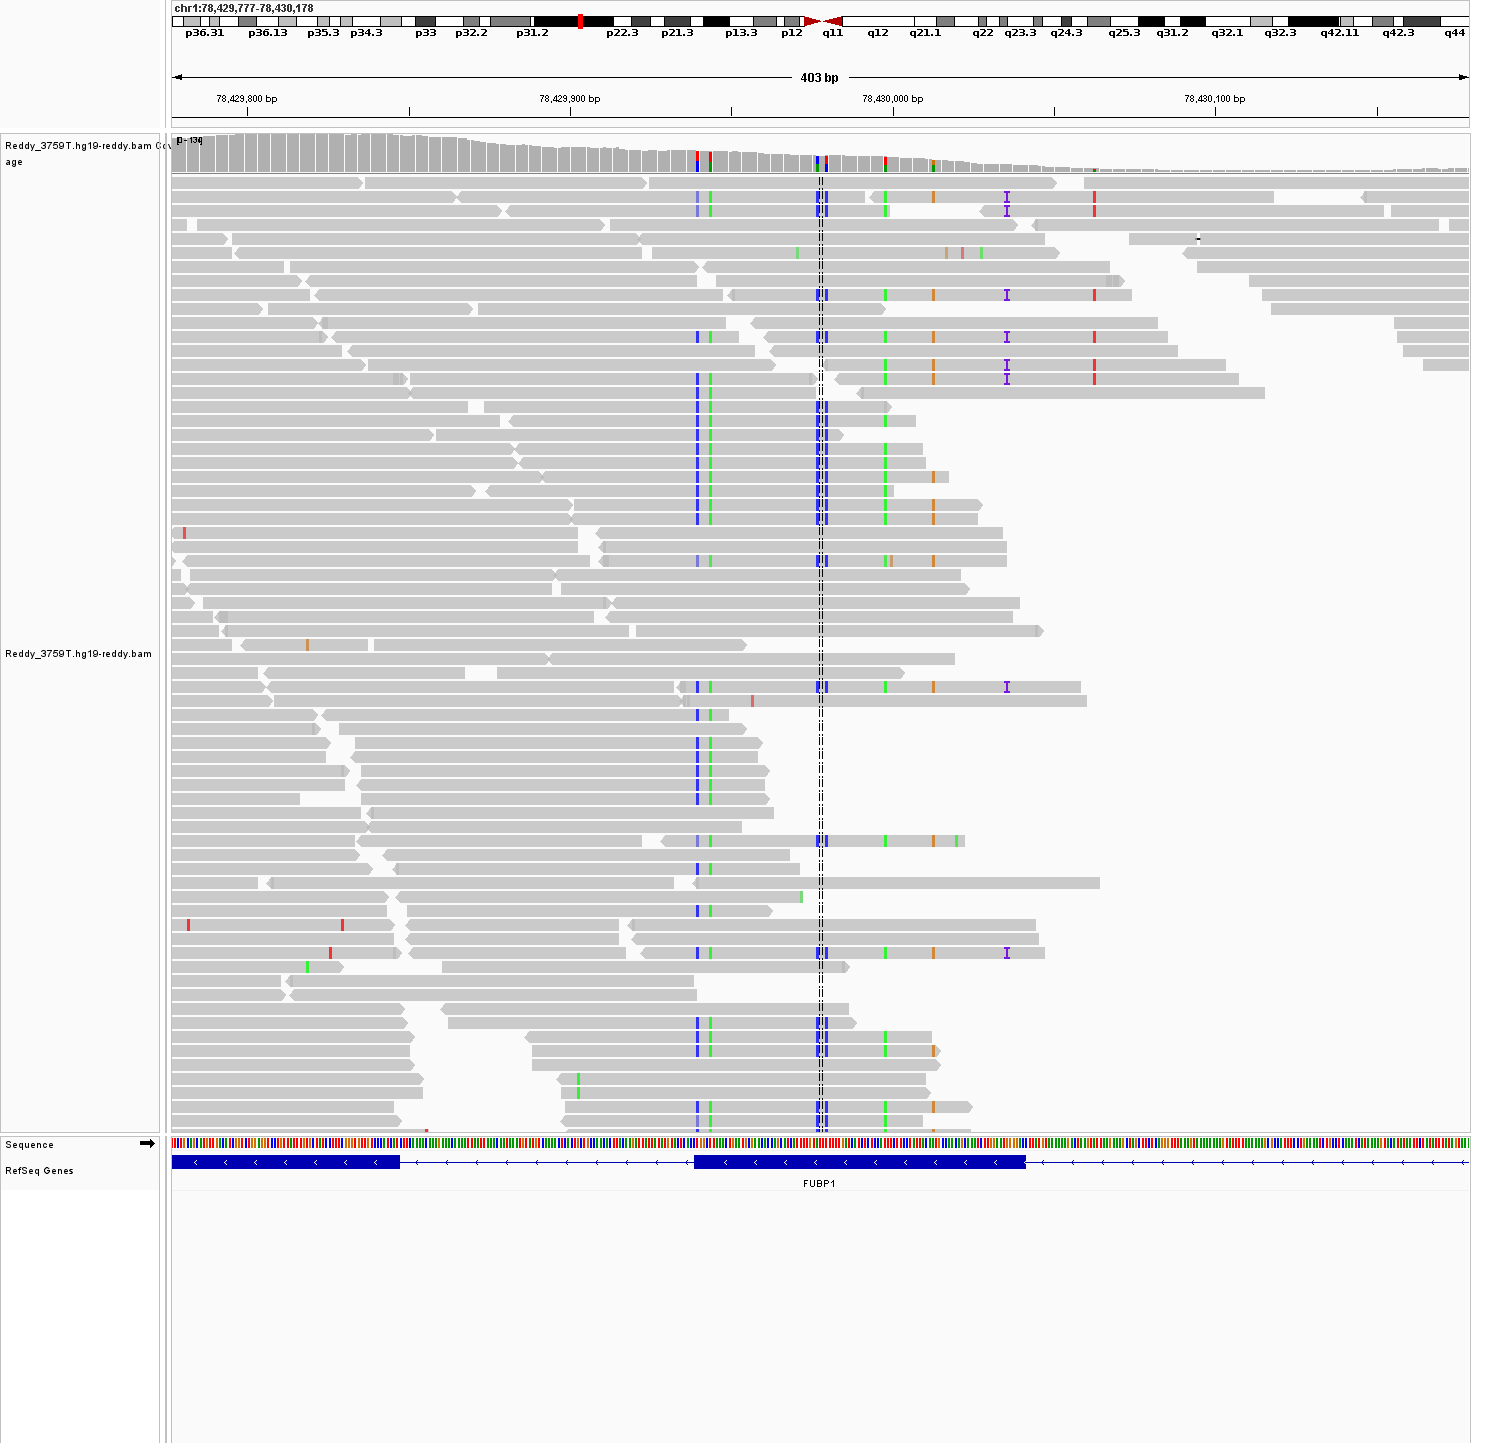 chr1:78,429,777-78,430,178
p36.31 p36.13 p35.3 p34.3 p33 p32.2 p31.2 p22.3 p21.3 p13.3 p12 q11 q12 q21.1 q22 q23.3 q24.3 q25.3 q31.2 q32.1 q32.3 q42.11 q42.3 q44
403 bp
78,429,800 bp 78,429,900 bp 78,430,000 bp 78,430,100 bp
Reddy_3759T.hg19-reddy.bam Cov
age
Reddy_3759T.hg19-reddy.bam
Sequence
RefSeq Genes
FUBP1